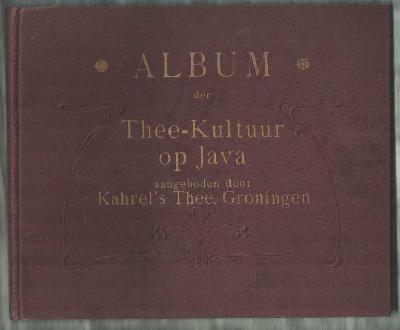 ALBUM
der
Thee-Kultuur
op Java
aangeboden door
Kahrel's Thee, Groningen